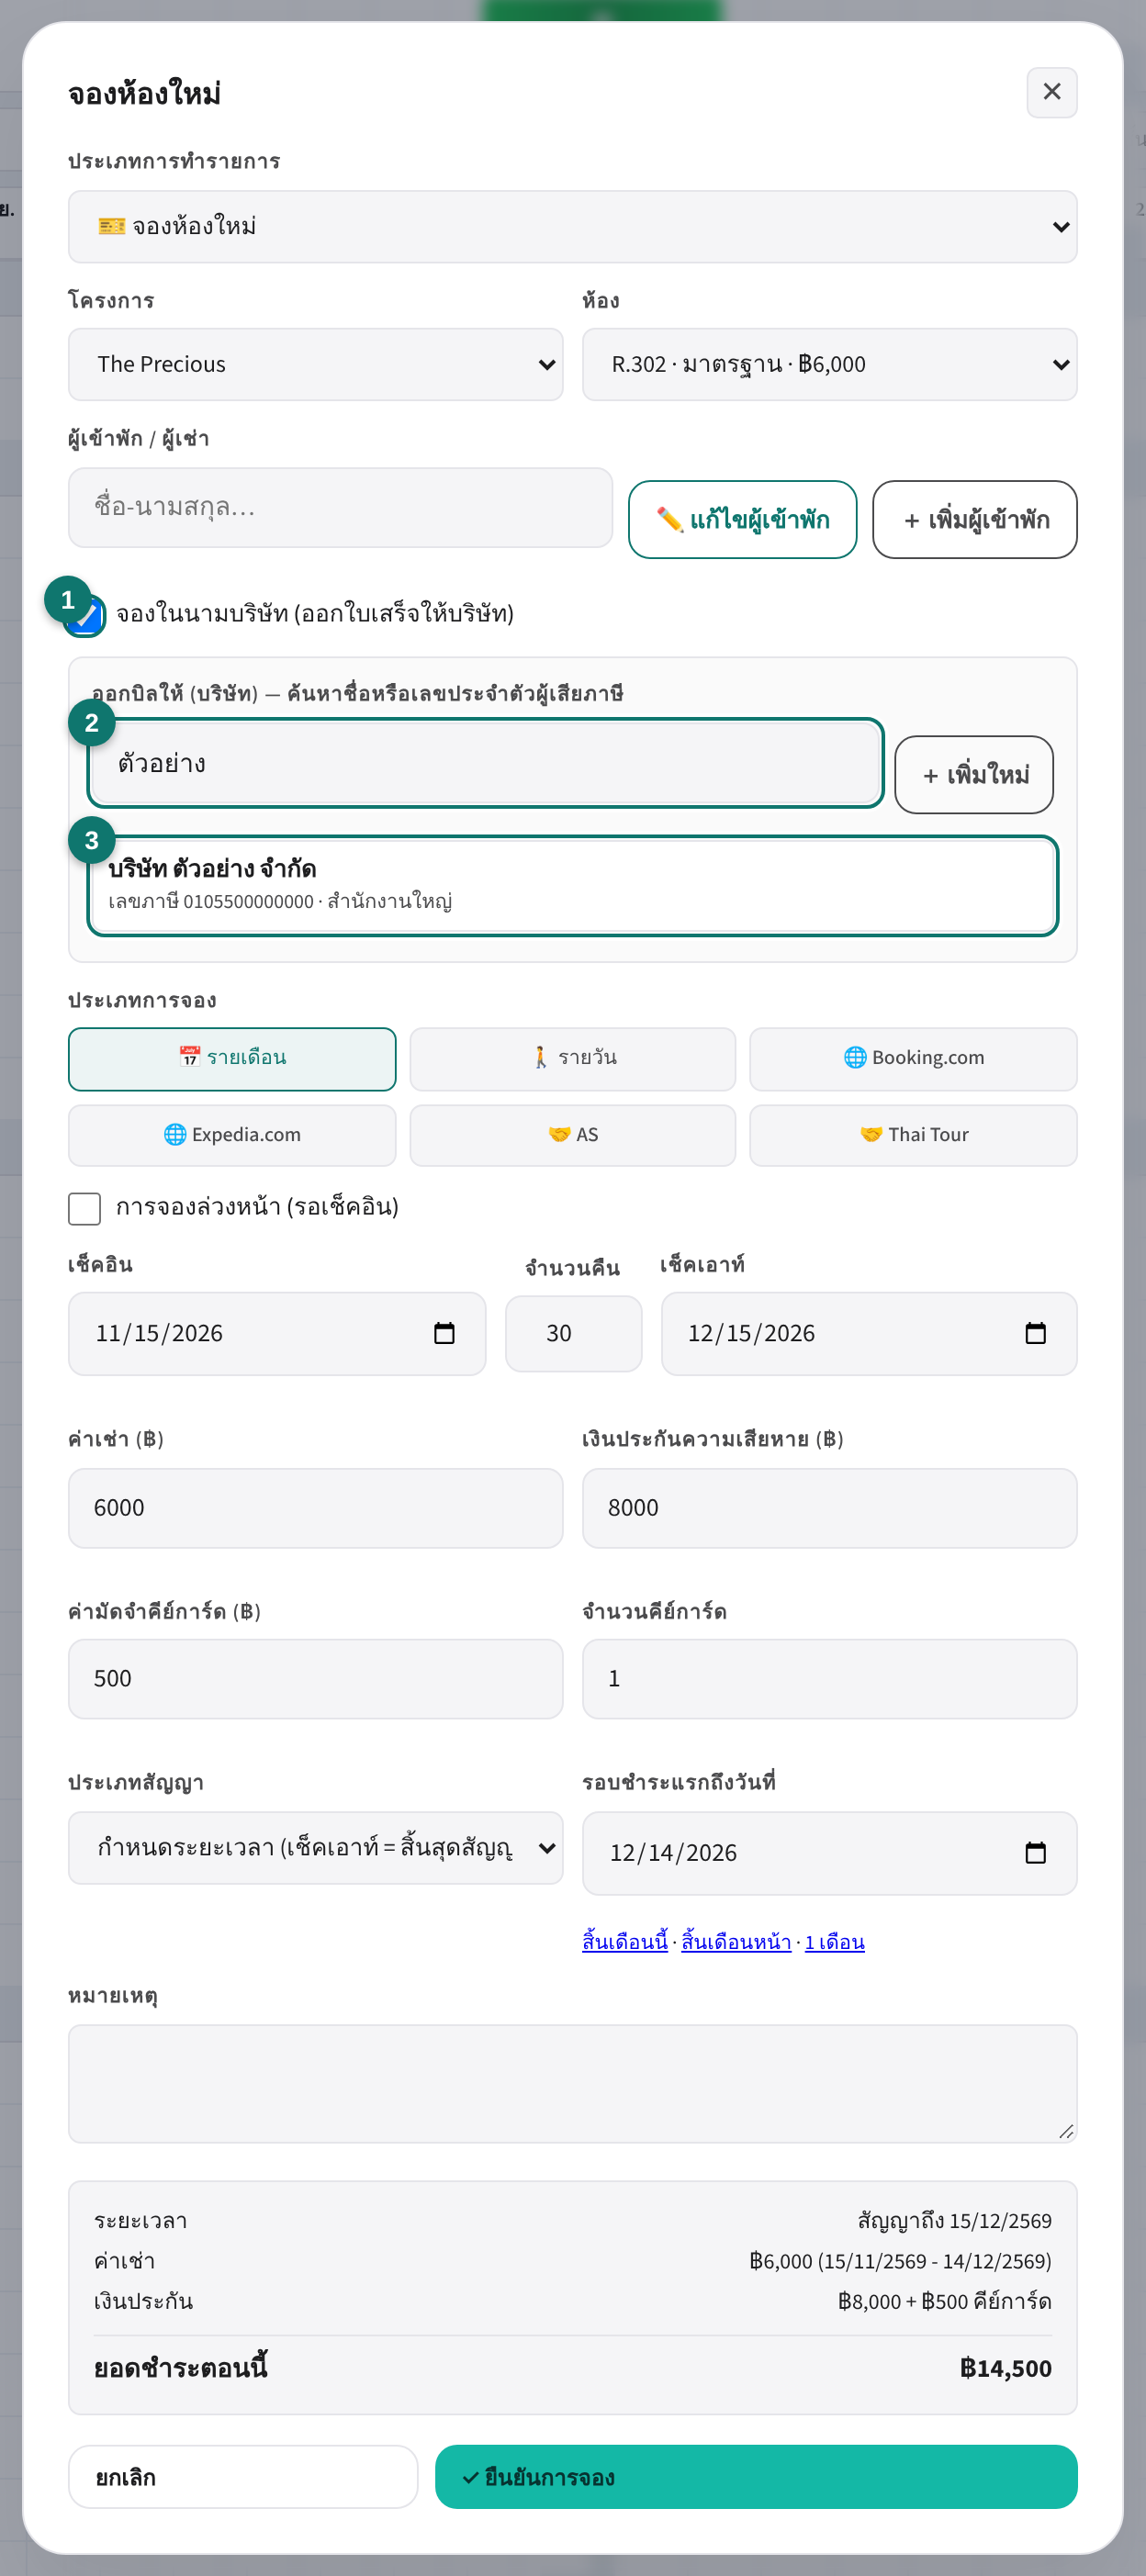 จองห้องใหม่
ประเภทการทำรายการ
🎫 จองห้องใหม่
โครงการ
ห้อง
The Precious
R.302 · มาตรฐาน · ฿6,000
ผู้เข้าพัก / ผู้เช่า
ชื่อ-นามสกุล...
✏️ แก้ไขผู้เข้าพัก
+ เพิ่มผู้เข้าพัก
1
จองในนามบริษัท (ออกใบเสร็จให้บริษัท)
ออกบิลให้ (บริษัท) — ค้นหาชื่อหรือเลขประจำตัวผู้เสียภาษี
2
ตัวอย่าง
+ เพิ่มใหม่
3
บริษัท ตัวอย่าง จำกัด
เลขภาษี 0105500000000 · สำนักงานใหญ่
ประเภทการจอง
📅 รายเดือน
🚶 รายวัน
🌐 Booking.com
🌐 Expedia.com
🤝 AS
🤝 Thai Tour
การจองล่วงหน้า (รอเช็คอิน)
เช็คอิน
จำนวนคืน
เช็คเอาท์
11/15/2026
30
12/15/2026
ค่าเช่า (฿)
เงินประกันความเสียหาย (฿)
6000
8000
ค่ามัดจำคีย์การ์ด (฿)
จำนวนคีย์การ์ด
500
1
ประเภทสัญญา
รอบชำระแรกถึงวันที่
กำหนดระยะเวลา (เช็คเอาท์ = สิ้นสุดสัญญ
12/14/2026
สิ้นเดือนนี้ · สิ้นเดือนหน้า · 1 เดือน
หมายเหตุ
ระยะเวลา
สัญญาถึง 15/12/2569
ค่าเช่า
฿6,000 (15/11/2569 - 14/12/2569)
เงินประกัน
฿8,000 + ฿500 คีย์การ์ด
ยอดชำระตอนนี้
฿14,500
ยกเลิก
✓ ยืนยันการจอง